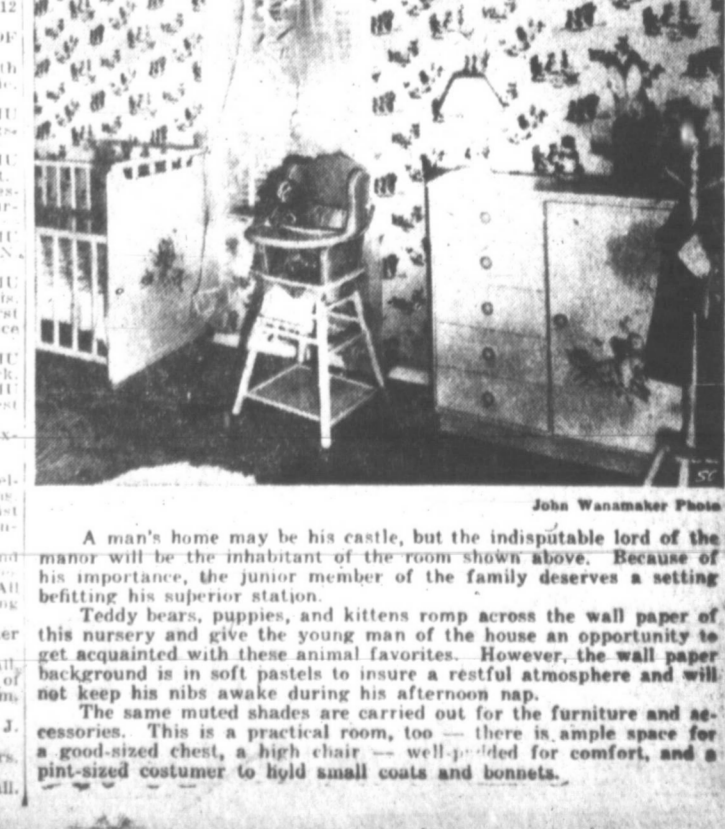 John Wanamaker Photo
A man's home may be his castle, but the indisputable lord of the
manor will be the inhabitant of the room shown above. Because of
his importance, the junior member of the family deserves a setting
befitting his superior station.
Teddy bears, puppies, and kittens romp across the wall paper of
this nursery and give the young man of the house an opportunity to
get acquainted with these animal favorites. However, the wall paper
background is in soft pastels to insure a restful atmosphere and will
not keep his nibs awake during his afternoon nap.
The same muted shades are carried out for the furniture and ac-
cessories. This is a practical room, too — there is ample space for
a good-sized chest, a high chair — well-padded for comfort, and a
pint-sized costumer to hold small coats and bonnets.